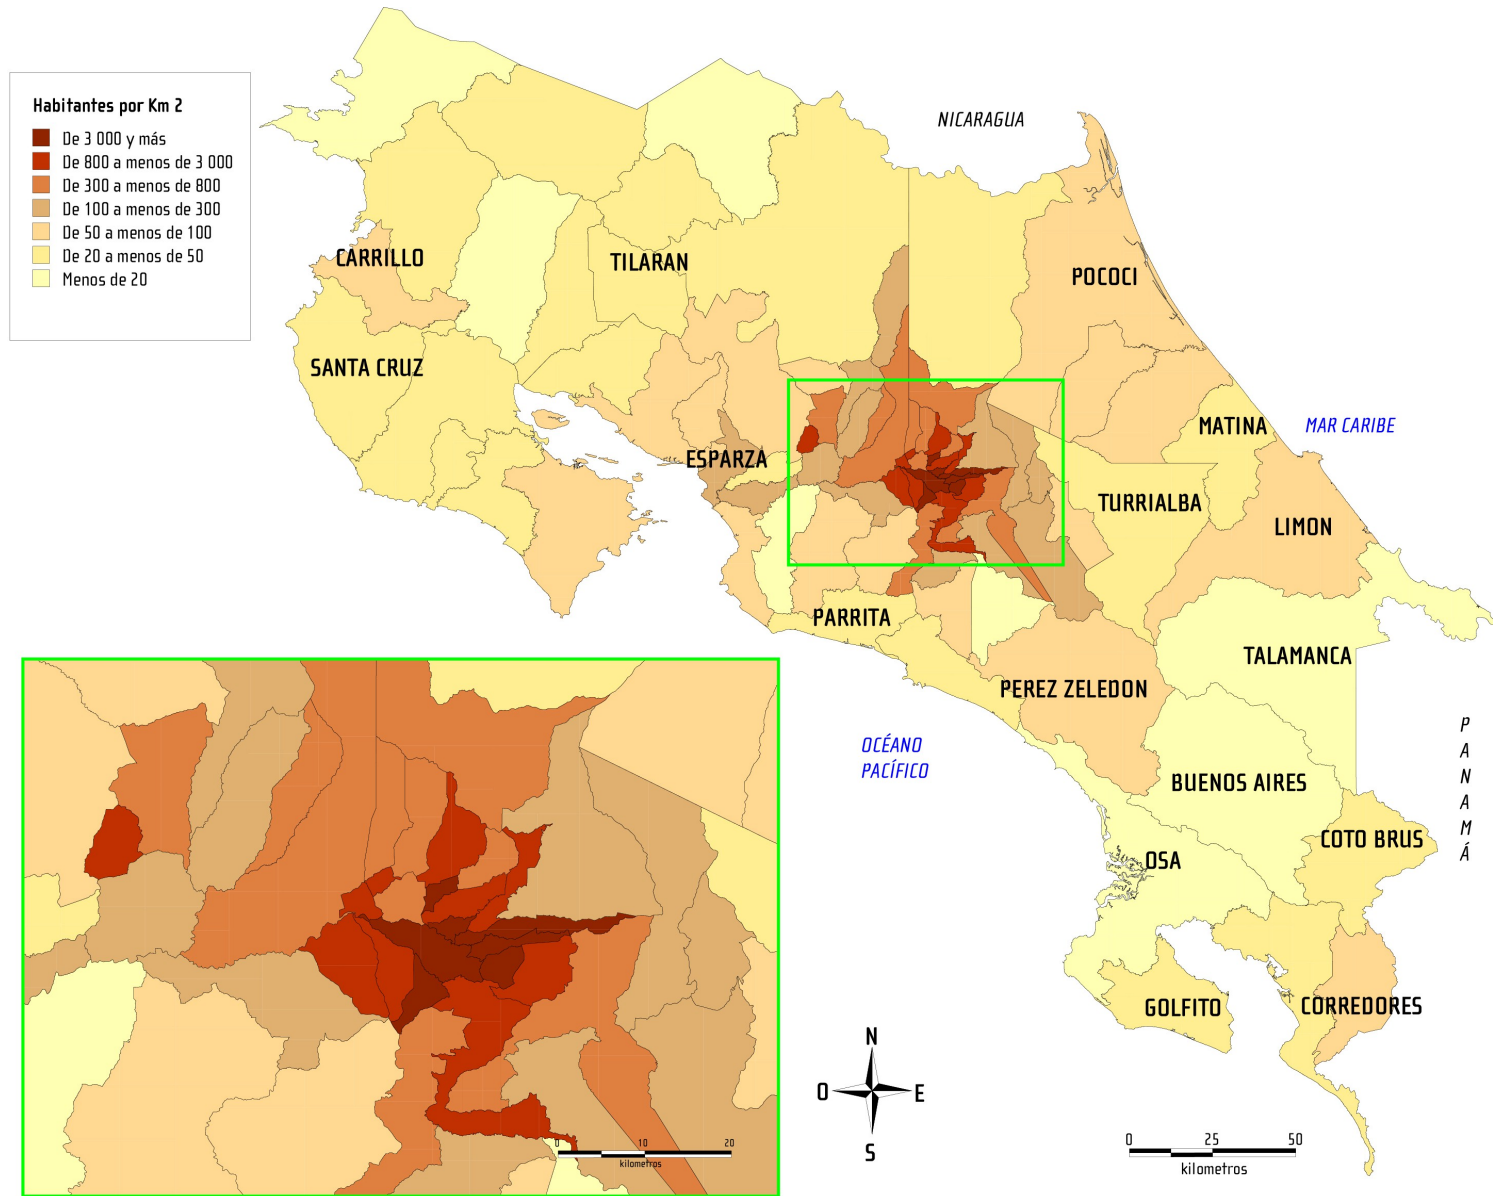 Habitantes por Km 2
De 3 000 y más
De 800 a menos de 3 000
De 300 a menos de 800
De 100 a menos de 300
De 50 a menos de 100
De 20 a menos de 50
Menos de 20
NICARAGUA
CARRILLO
TILARAN
POCOCI
SANTA CRUZ
MATINA
MAR CARIBE
ESPARZA
TURRIALBA
LIMON
PARRITA
TALAMANCA
PEREZ ZELEDON
OCÉANO
PACÍFICO
PANAMÁ
BUENOS AIRES
COTO BRUS
OSA
GOLFITO
CORREDORES
N
O
E
S
0 10 20
kilometros
0 25 50
kilometros